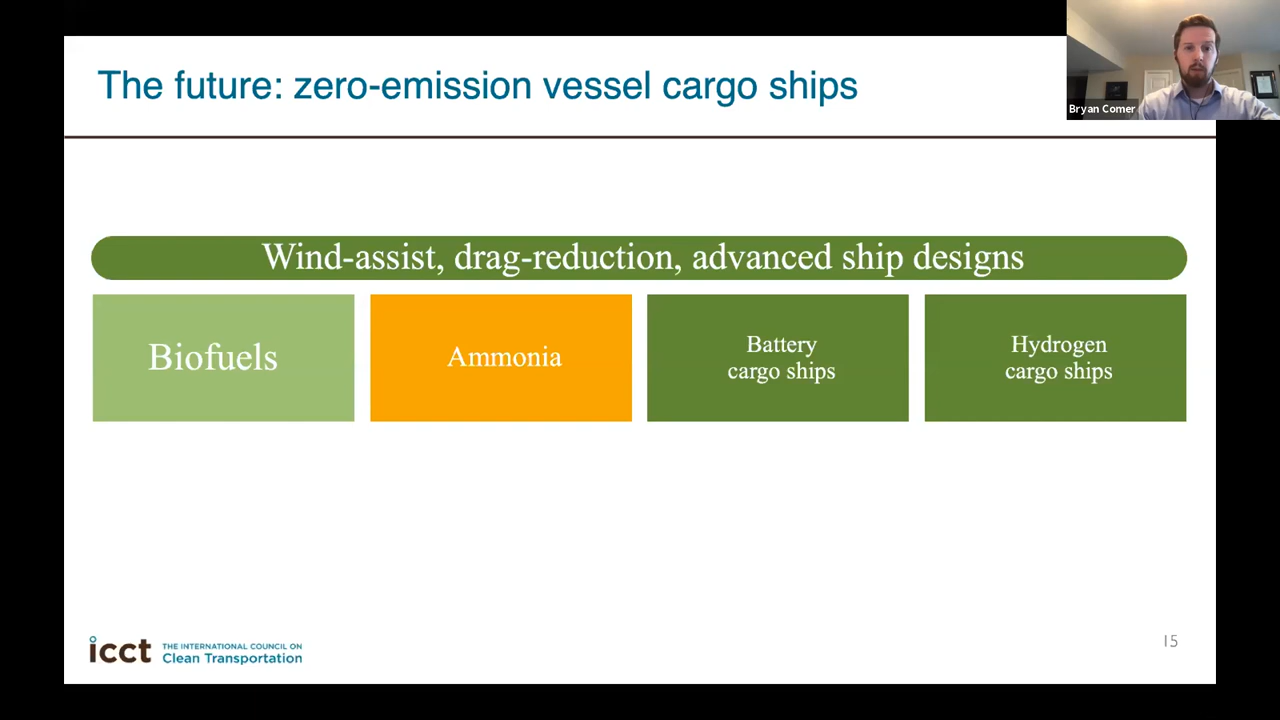 The future: zero-emission vessel cargo ships
Bryan Comer
Wind-assist, drag-reduction, advanced ship designs
Biofuels
Ammonia
Battery
cargo ships
Hydrogen
cargo ships
icct
THE INTERNATIONAL COUNCIL ON
Clean Transportation
15